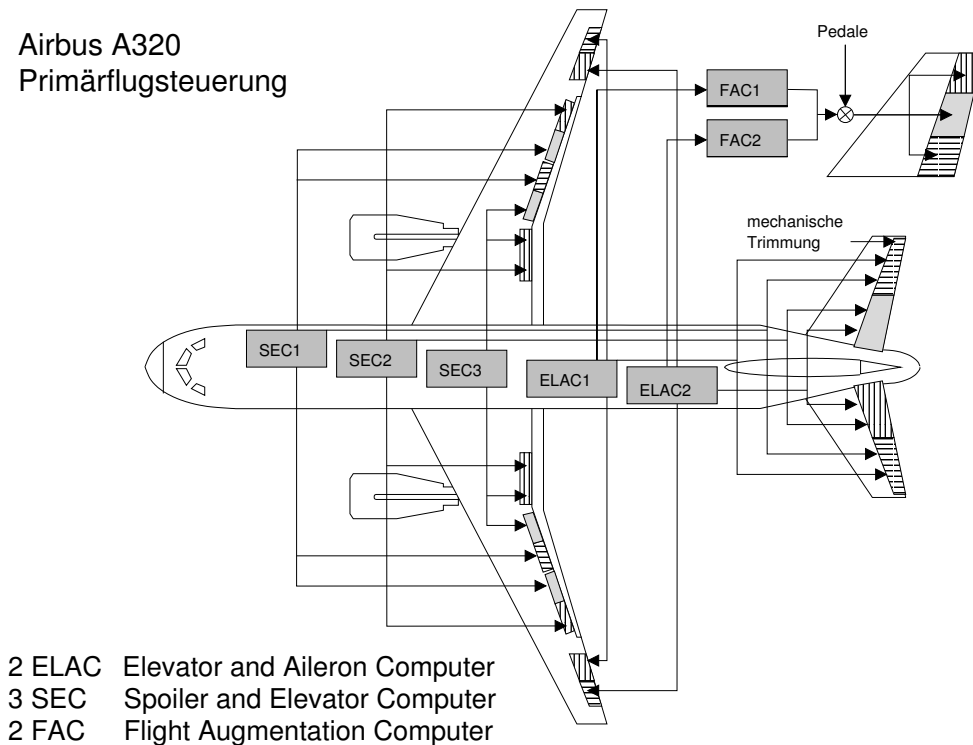 Airbus A320
Primärflugsteuerung
Pedale
FAC1
FAC2
mechanische
Trimmung
SEC1
SEC2
SEC3
ELAC1
ELAC2
2 ELAC Elevator and Aileron Computer
3 SEC Spoiler and Elevator Computer
2 FAC Flight Augmentation Computer